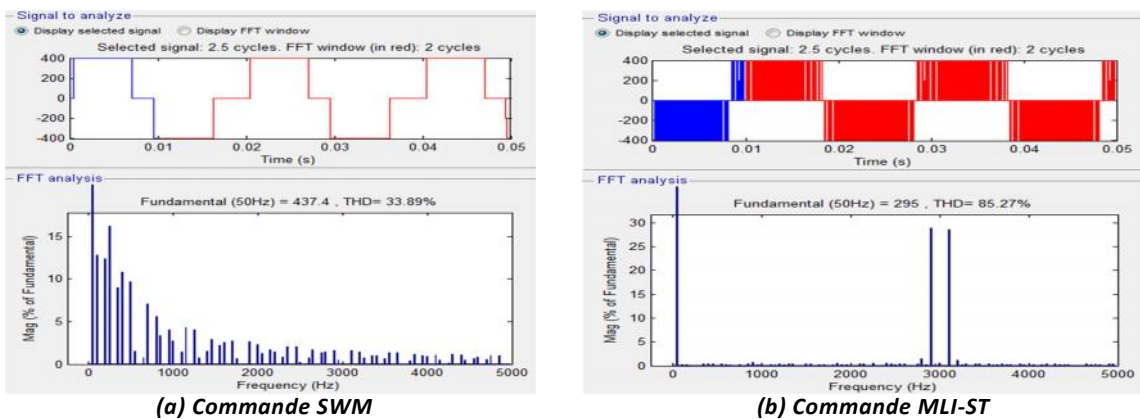 Signal to analyze
Display selected signal Display FFT window
Selected signal: 2.5 cycles. FFT window (in red): 2 cycles
400
200
0
-200
-400
0 0.01 0.02 0.03 0.04 0.05
Time (s)
FFT analysis
Fundamental (50Hz) = 437.4 , THD= 33.89%
Mag (% of Fundamental)
15
10
5
0
0 1000 2000 3000 4000 5000
Frequency (Hz)
(a) Commande SWM
Signal to analyze
Display selected signal Display FFT window
Selected signal: 2.5 cycles. FFT window (in red): 2 cycles
400
200
0
-200
-400
0 0.01 0.02 0.03 0.04 0.05
Time (s)
FFT analysis
Fundamental (50Hz) = 295 , THD= 85.27%
Mag (% of Fundamental)
30
25
20
15
10
5
0
0 1000 2000 3000 4000 5000
Frequency (Hz)
(b) Commande MLI-ST